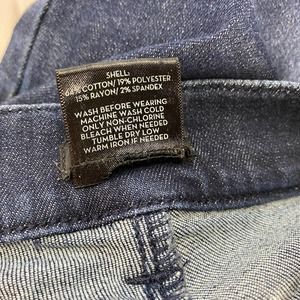 SHELL:
64% COTTON/ 19% POLYESTER
15% RAYON/ 2% SPANDEX
WASH BEFORE WEARING
MACHINE WASH COLD
ONLY NON-CHLORINE
BLEACH WHEN NEEDED
TUMBLE DRY LOW
WARM IRON IF NEEDED